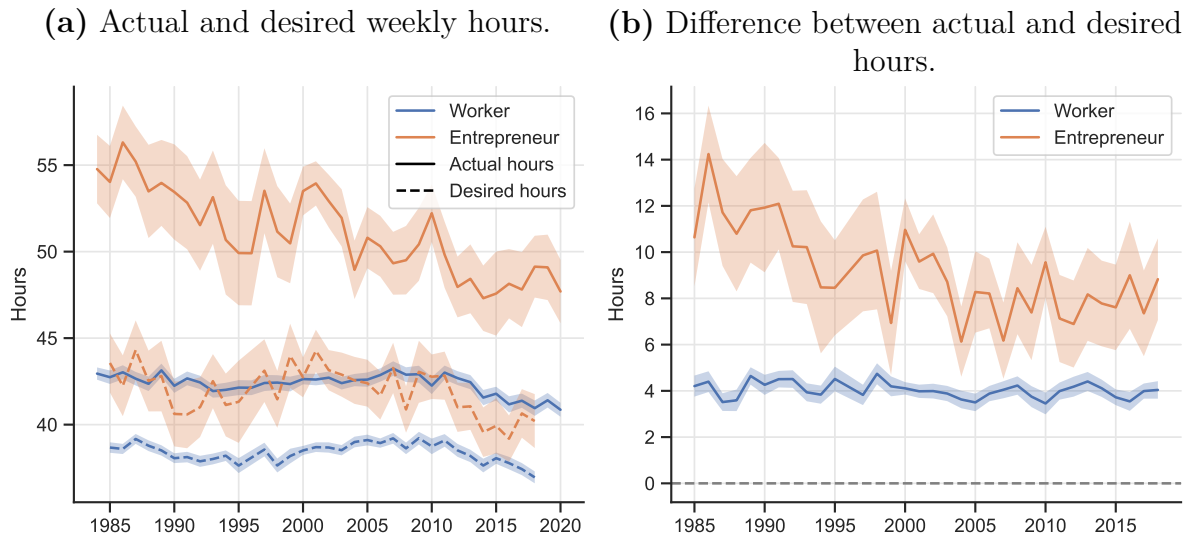 (a) Actual and desired weekly hours.
Hours
55
50
45
40
Worker
Entrepreneur
Actual hours
Desired hours
1985 1990 1995 2000 2005 2010 2015 2020
(b) Difference between actual and desired
hours.
Hours
16
14
12
10
8
6
4
2
0
Worker
Entrepreneur
1985 1990 1995 2000 2005 2010 2015